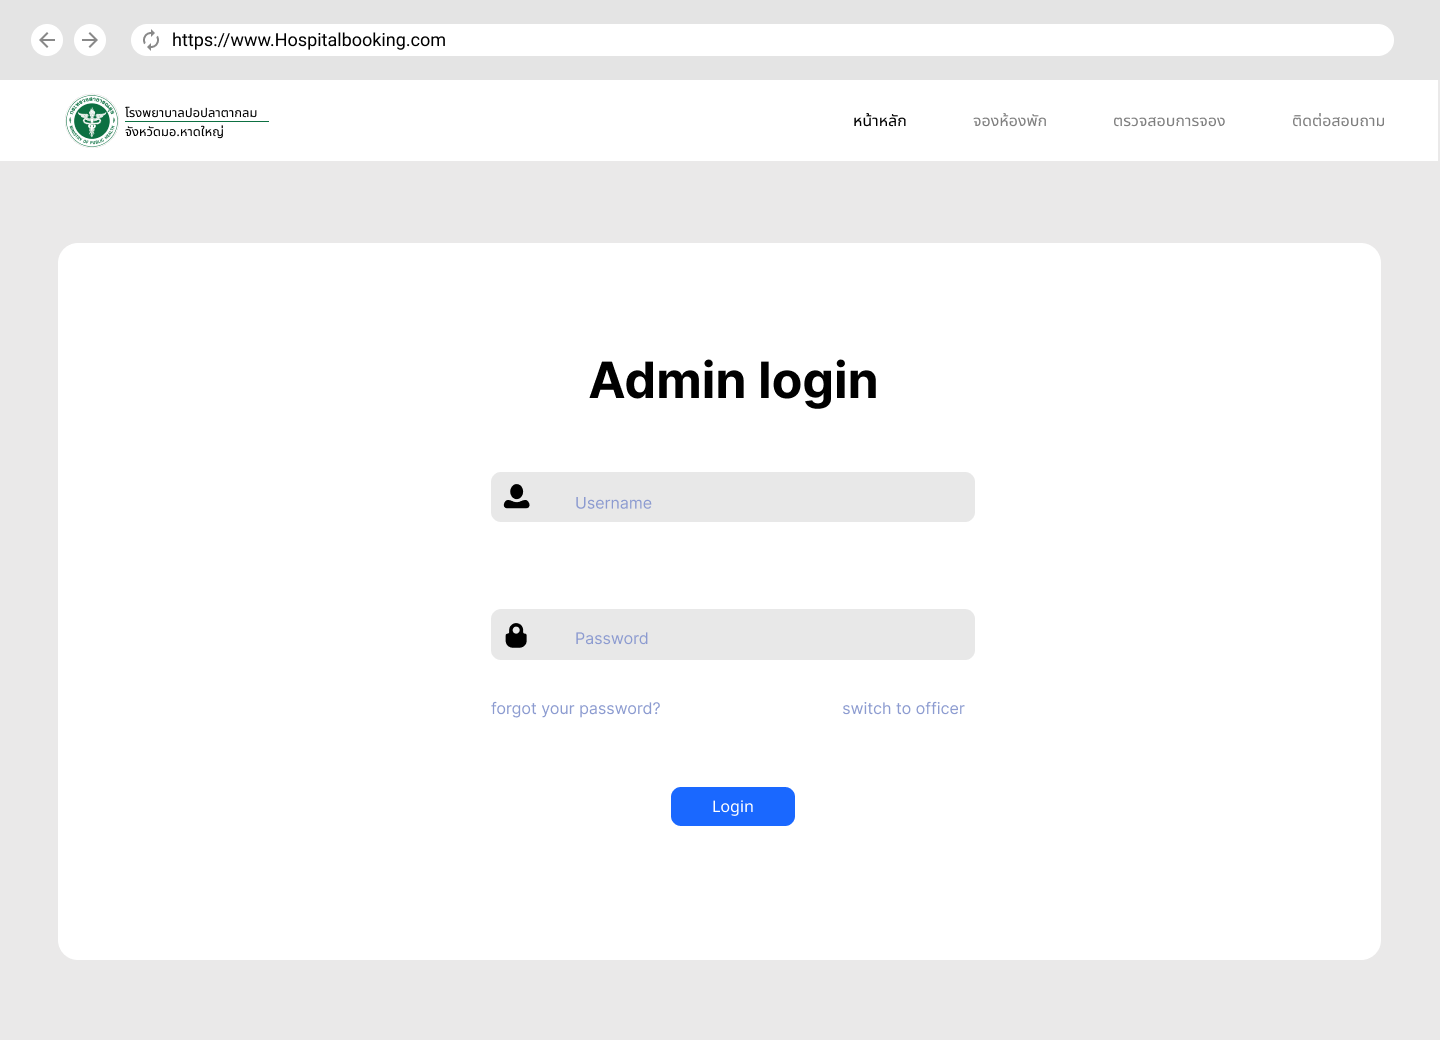 https://www.Hospitalbooking.com
โรงพยาบาลปอปลาตากลม
จังหวัดมอ.หาดใหญ่
หน้าหลัก
จองห้องพัก
ตรวจสอบการจอง
ติดต่อสอบถาม
Admin login
Username
Password
forgot your password?
switch to officer
Login